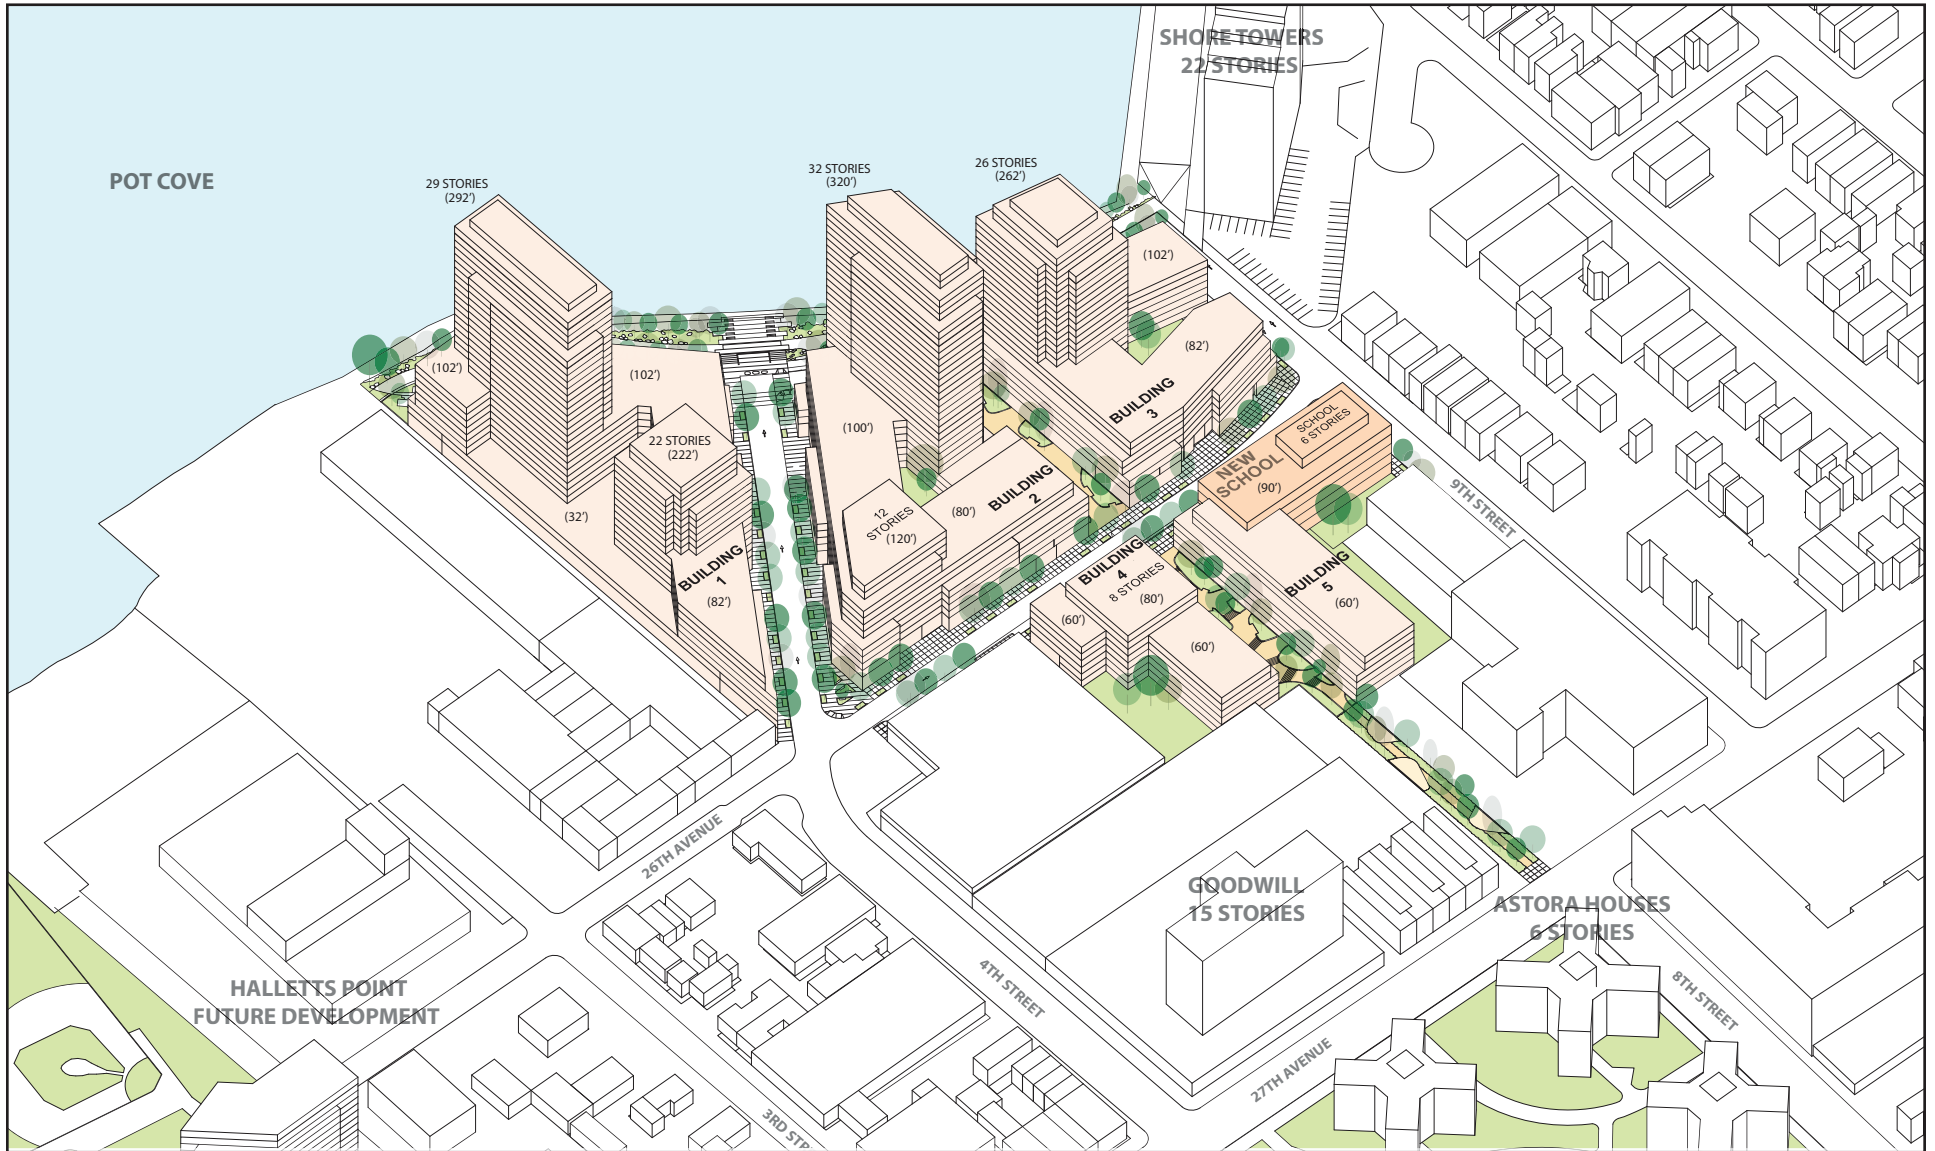 SHORE TOWERS
22 STORIES
POT COVE
29 STORIES
(292')
32 STORIES
(320')
26 STORIES
(262')
(102')
(82')
(102')
(102')
BUILDING
3
SCHOOL
6 STORIES
NEW
SCHOOL
(90')
22 STORIES
(222')
(100')
(32')
BUILDING
1
(82')
12
STORIES
(120')
(80')
BUILDING
2
BUILDING
4
8 STORIES
(80')
(60')
(60')
BUILDING
5
(60')
9TH STREET
26TH AVENUE
GOODWILL
15 STORIES
ASTORA HOUSES
6 STORIES
HALLETTS POINT
FUTURE DEVELOPMENT
4TH STREET
8TH STREET
27TH AVENUE
3RD STR